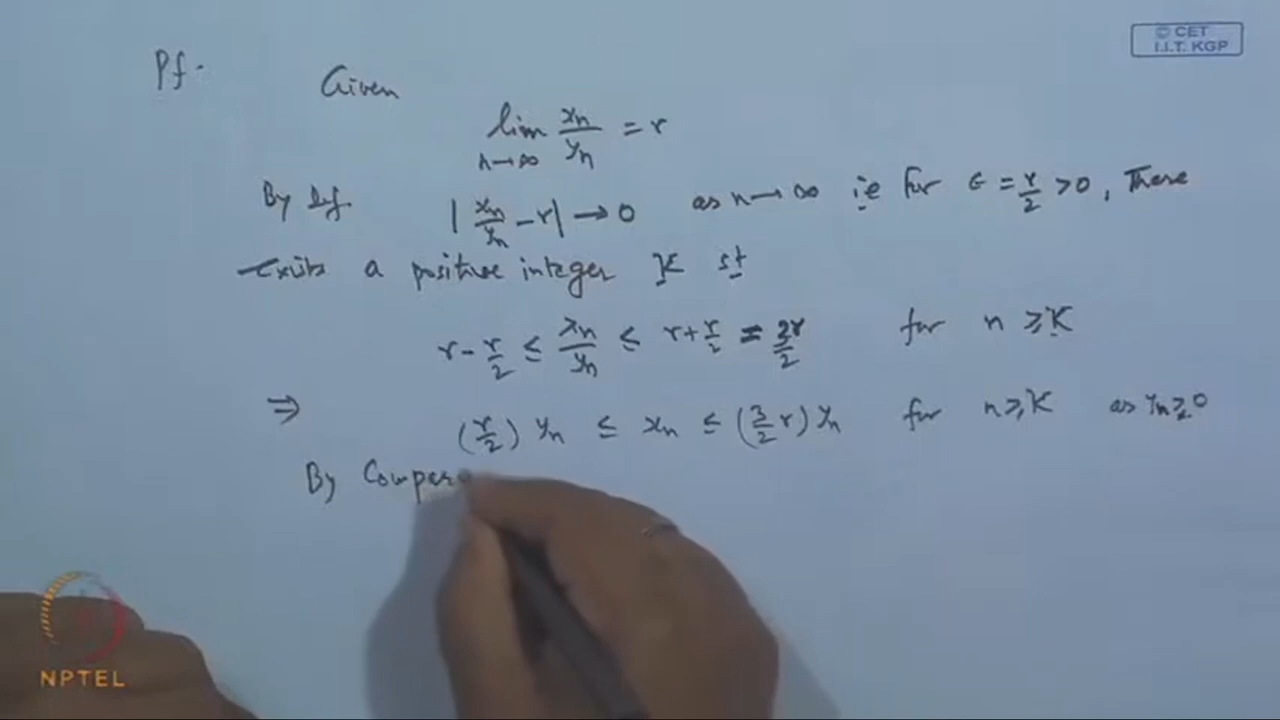 © CET
I.I.T. KGP
Pf. Given
lim xn/yn = r
n→∞
By def. |xn/yn - r| → 0 as n→∞ i.e for ϵ = r/2 >0, There
exists a positive integer K st
r - r/2 ≤ xn/yn ≤ r + r/2 = 3r/2 for n ≥ K
⇒ (r/2) yn ≤ xn ≤ (3/2 r) yn for n ≥ K as yn ≥ 0
By Compar
NPTEL